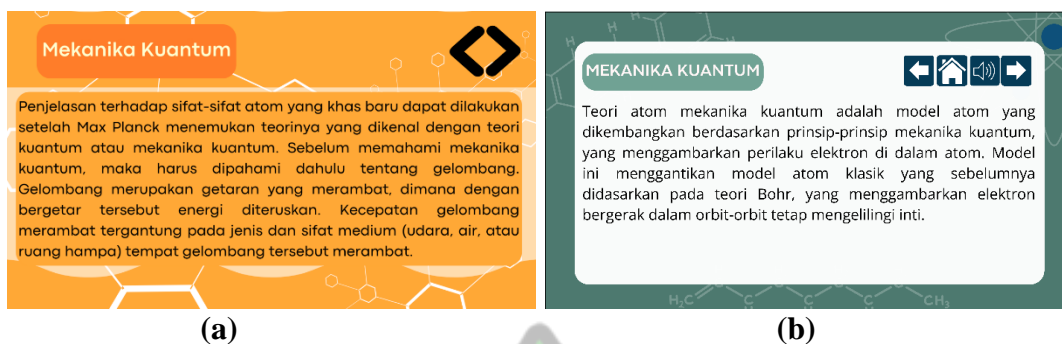 Mekanika Kuantum
Penjelasan terhadap sifat-sifat atom yang khas baru dapat dilakukan
setelah Max Planck menemukan teorinya yang dikenal dengan teori
kuantum atau mekanika kuantum. Sebelum memahami mekanika
kuantum, maka harus dipahami dahulu tentang gelombang.
Gelombang merupakan getaran yang merambat, dimana dengan
bergetar tersebut energi diteruskan. Kecepatan gelombang
merambat tergantung pada jenis dan sifat medium (udara, air, atau
ruang hampa) tempat gelombang tersebut merambat.
(a)
MEKANIKA KUANTUM
Teori atom mekanika kuantum adalah model atom yang
dikembangkan berdasarkan prinsip-prinsip mekanika kuantum,
yang menggambarkan perilaku elektron di dalam atom. Model
ini menggantikan model atom klasik yang sebelumnya
didasarkan pada teori Bohr, yang menggambarkan elektron
bergerak dalam orbit-orbit tetap mengelilingi inti.
H₃C C C C CH₃
(b)